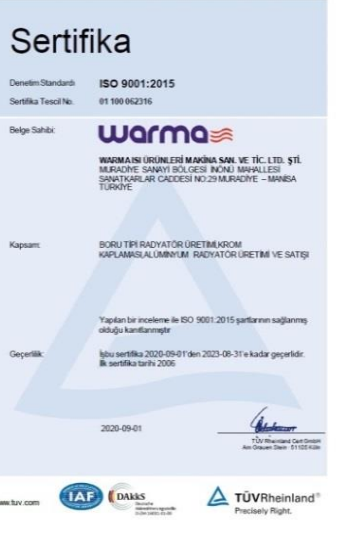 Sertifika
Denetim Standardı ISO 9001:2015
Sertifika Tescil No. 01 100 062316
Belge Sahibi: warma
WARMA ISI ÜRÜNLERİ MAKİNA SAN. VE TİC. LTD. ŞTİ.
MURADİYE SANAYİ BÖLGESİ İNÖNÜ MAHALLESİ
SANATKARLAR CADDESİ NO:29 MURADİYE – MANİSA
TÜRKİYE
Kapsam: BORU TİPİ RADYATÖR ÜRETİMİ,KROM
KAPLAMASI,ALÜMİNYUM RADYATÖR ÜRETİMİ VE SATIŞI
Yapılan bir inceleme ile ISO 9001:2015 şartlarının sağlanmış
olduğu kanıtlanmıştır
Geçerlilik: İşbu sertifika 2020-09-01'den 2023-08-31'e kadar geçerlidir.
İlk sertifika tarihi 2006
2020-09-01
TÜV Rheinland Cert GmbH
Am Grauen Stein · 51105 Köln
www.tuv.com
IAF
DAkkS
Deutsche
Akkreditierungsstelle
TÜVRheinland®
Precisely Right.